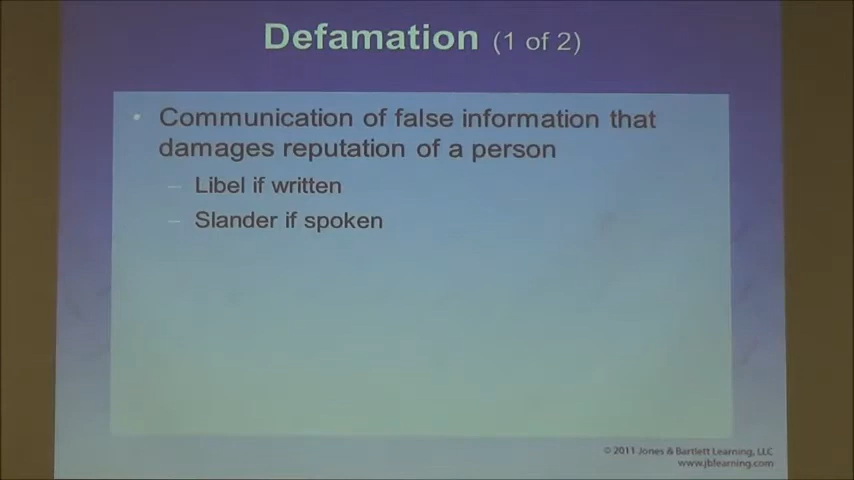 Defamation (1 of 2)
• Communication of false information that
damages reputation of a person
– Libel if written
– Slander if spoken
© 2011 Jones & Bartlett Learning, LLC
www.jblearning.com